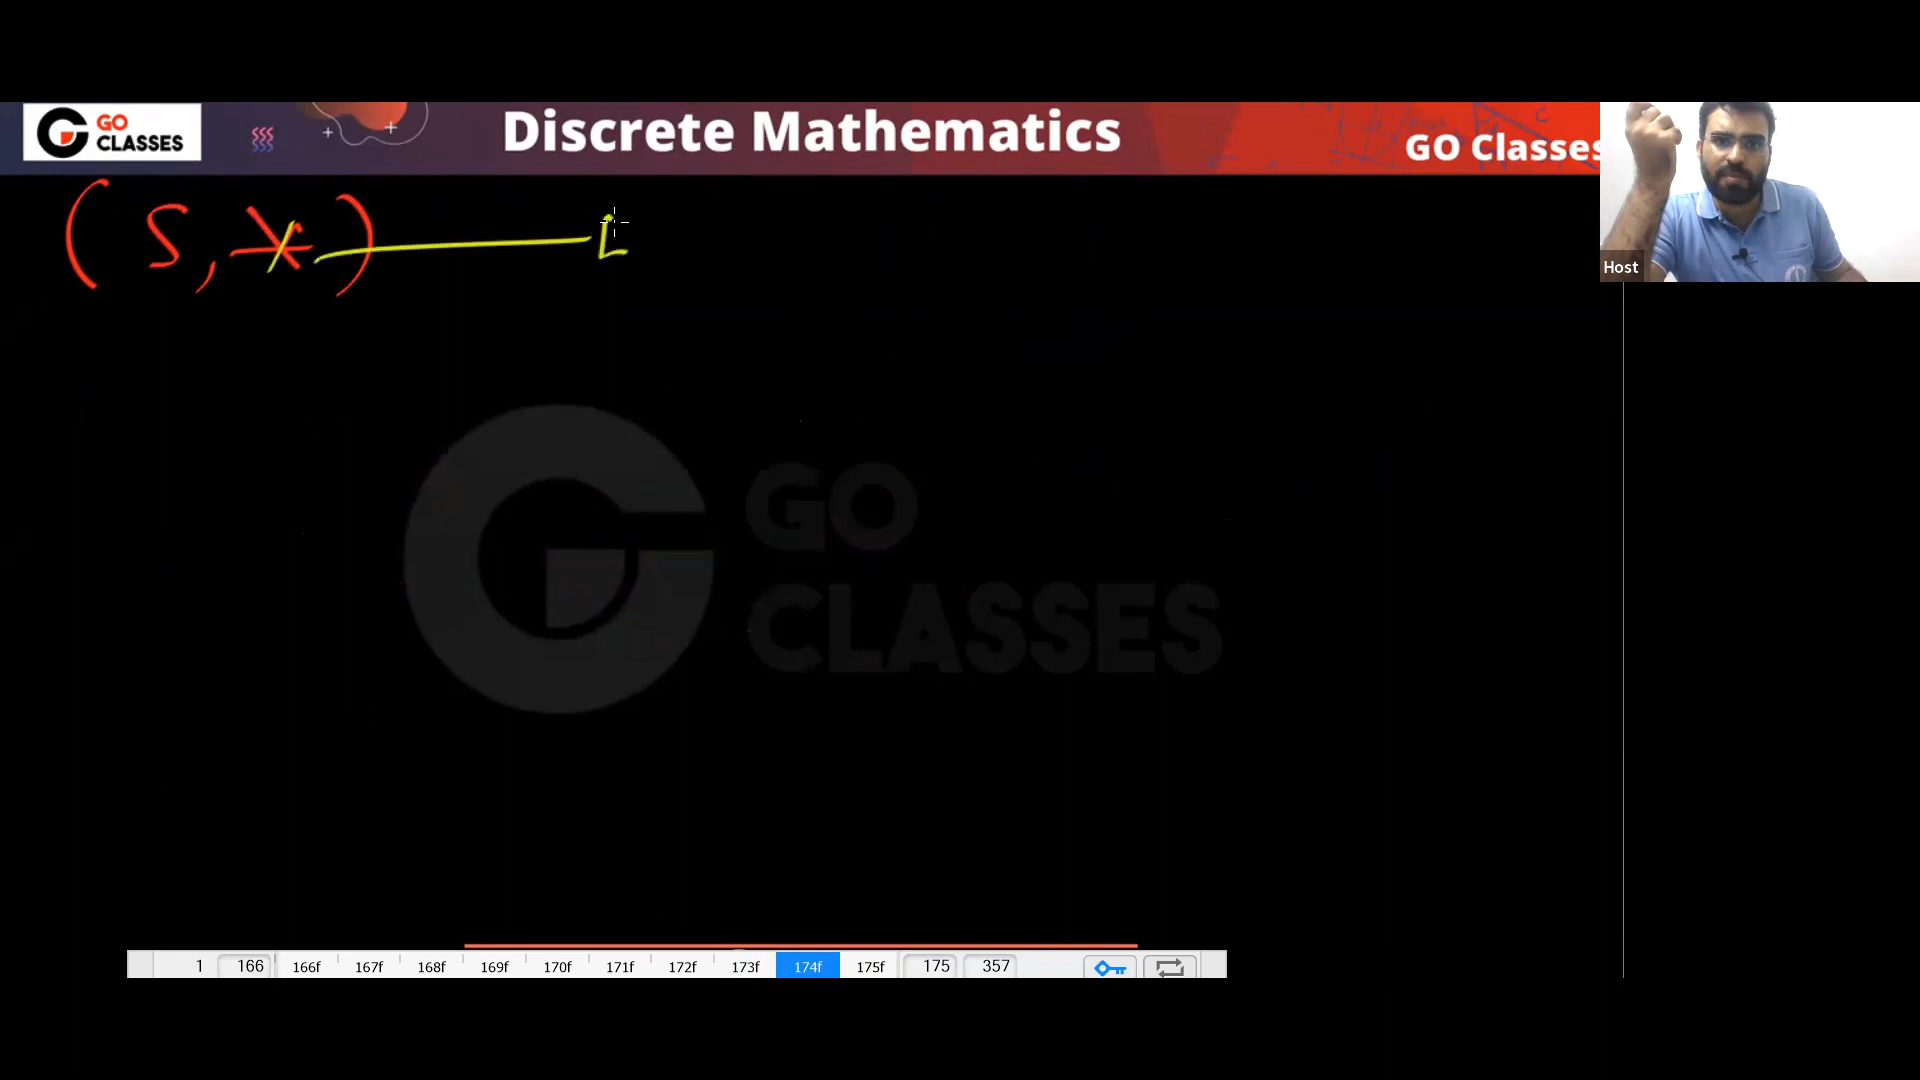 GO
CLASSES
Discrete Mathematics
GO Classes
Host
( S, * )
GO
CLASSES
1 166 166f 167f 168f 169f 170f 171f 172f 173f 174f 175f 175 357